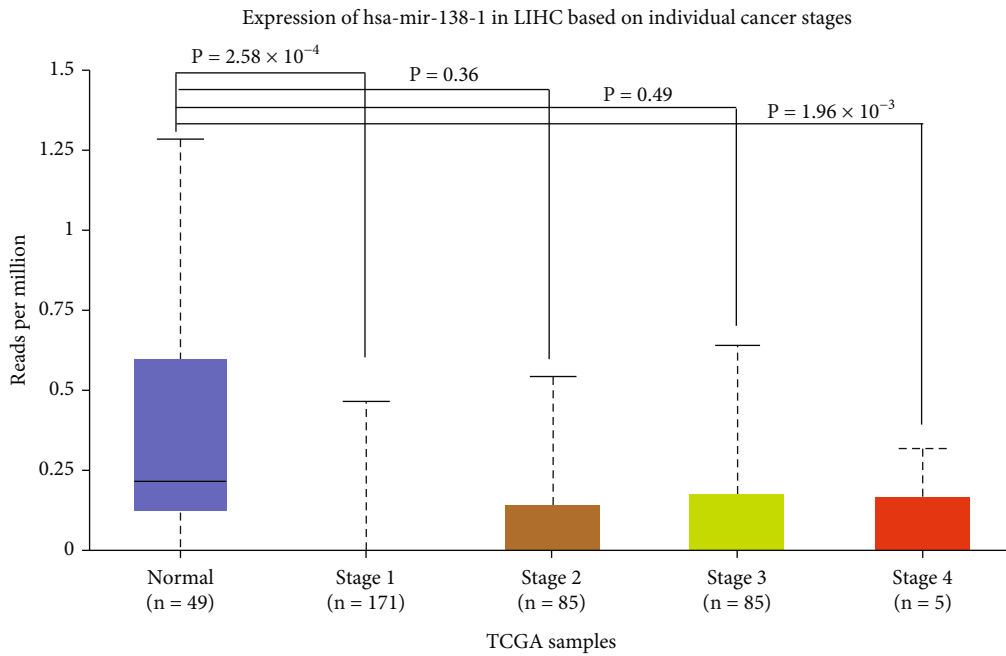 Expression of hsa-mir-138-1 in LIHC based on individual cancer stages
P = 2.58 × 10⁻⁴
P = 0.36
P = 0.49
P = 1.96 × 10⁻³
Reads per million
1.5
1.25
1
0.75
0.5
0.25
0
Normal
(n = 49)
Stage 1
(n = 171)
Stage 2
(n = 85)
Stage 3
(n = 85)
Stage 4
(n = 5)
TCGA samples